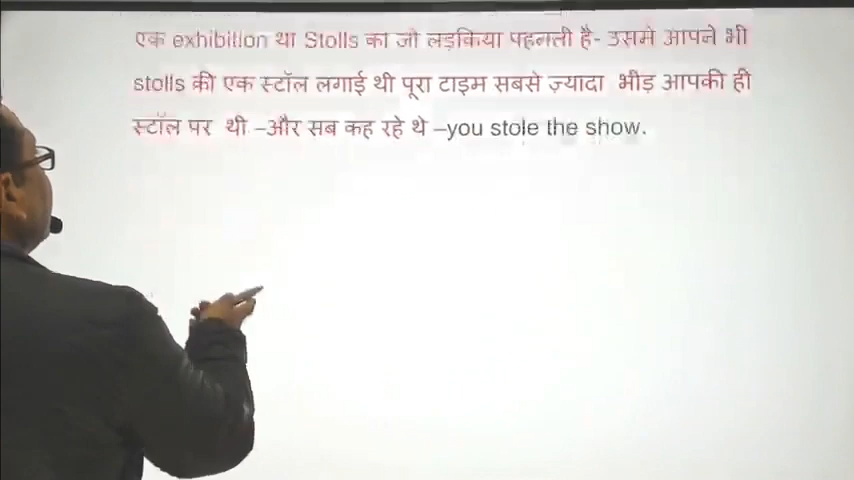 एक exhibition था Stolls का जो लड़किया पहनती है- उसमे आपने भी
stolls की एक स्टॉल लगाई थी पूरा टाइम सबसे ज़्यादा भीड़ आपकी ही
स्टॉल पर थी –और सब कह रहे थे –you stole the show.